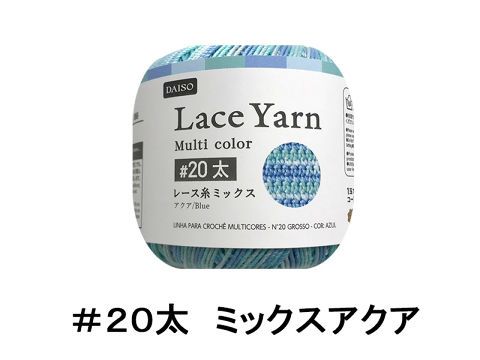 DAISO
Lace Yarn
Multi color
#20 太
レース糸ミックス
アクア/Blue
LINHA PARA CROCHÊ MULTICORES - N°20 GROSSO - COR: AZUL
#20太 ミックスアクア